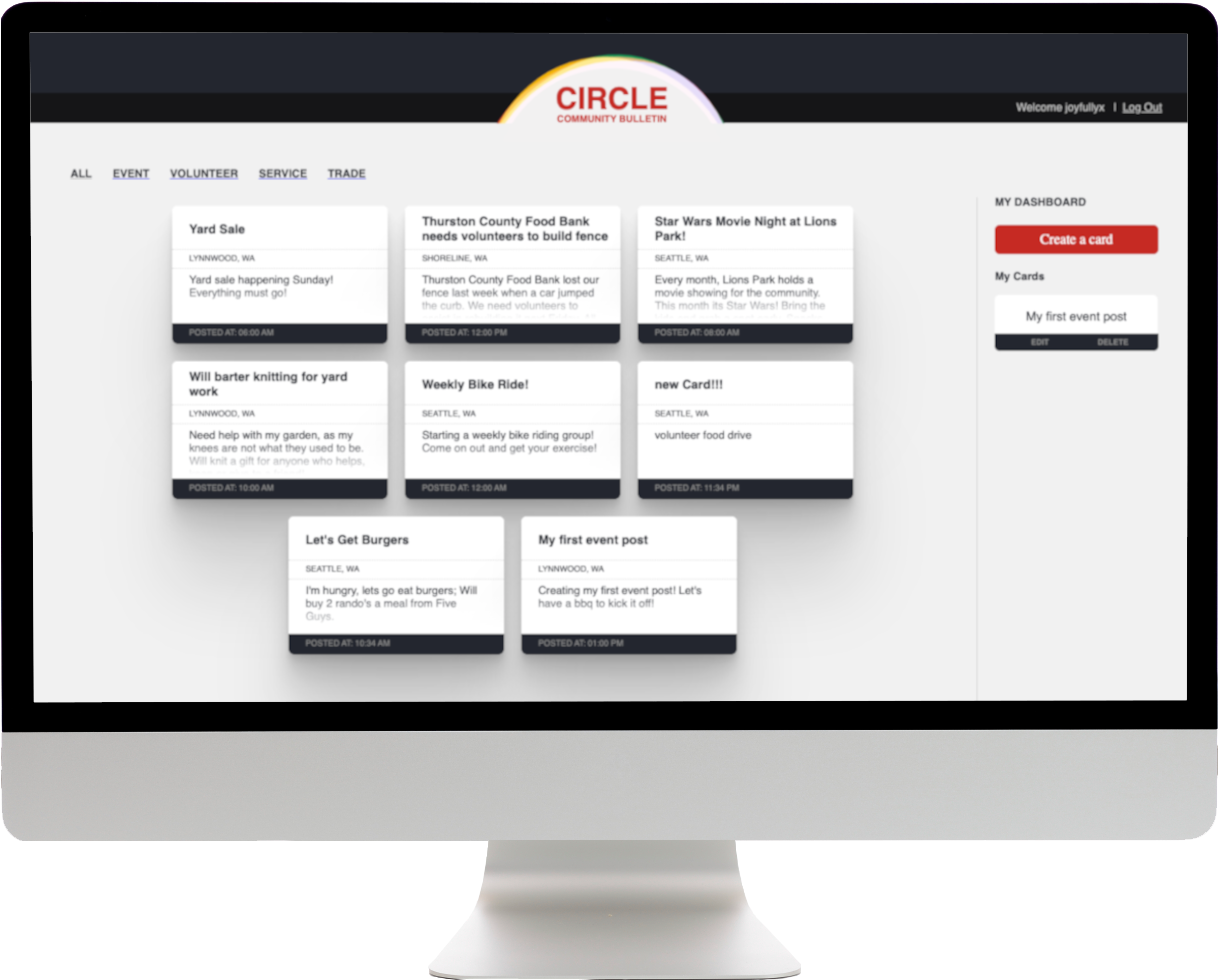 CIRCLE
COMMUNITY BULLETIN
Welcome joyfullyx | Log Out
ALL EVENT VOLUNTEER SERVICE TRADE
Yard Sale
LYNNWOOD, WA
Yard sale happening Sunday!
Everything must go!
POSTED AT: 06:00 AM
Thurston County Food Bank
needs volunteers to build fence
SHORELINE, WA
Thurston County Food Bank lost our
fence last week when a car jumped
the curb. We need volunteers to
POSTED AT: 12:00 PM
Star Wars Movie Night at Lions
Park!
SEATTLE, WA
Every month, Lions Park holds a
movie showing for the community.
This month its Star Wars! Bring the
POSTED AT: 08:00 AM
Will barter knitting for yard
work
LYNNWOOD, WA
Need help with my garden, as my
knees are not what they used to be.
Will knit a gift for anyone who helps,
POSTED AT: 10:00 AM
Weekly Bike Ride!
SEATTLE, WA
Starting a weekly bike riding group!
Come on out and get your exercise!
POSTED AT: 12:00 AM
new Card!!!
SEATTLE, WA
volunteer food drive
POSTED AT: 11:34 PM
Let's Get Burgers
SEATTLE, WA
I'm hungry, lets go eat burgers; Will
buy 2 rando's a meal from Five
Guys.
POSTED AT: 10:34 AM
My first event post
LYNNWOOD, WA
Creating my first event post! Let's
have a bbq to kick it off!
POSTED AT: 01:00 PM
MY DASHBOARD
Create a card
My Cards
My first event post
EDIT DELETE